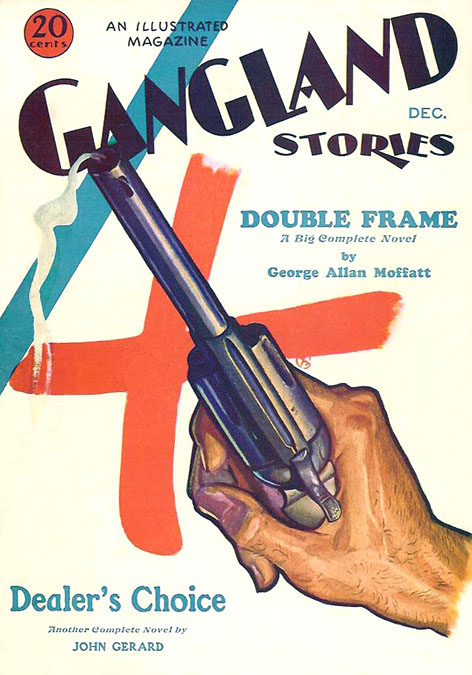 20
cents
AN ILLUSTRATED
MAGAZINE
GANGLAND
DEC.
STORIES
DOUBLE FRAME
A Big Complete Novel
by
George Allan Moffatt
Dealer's Choice
Another Complete Novel by
JOHN GERARD